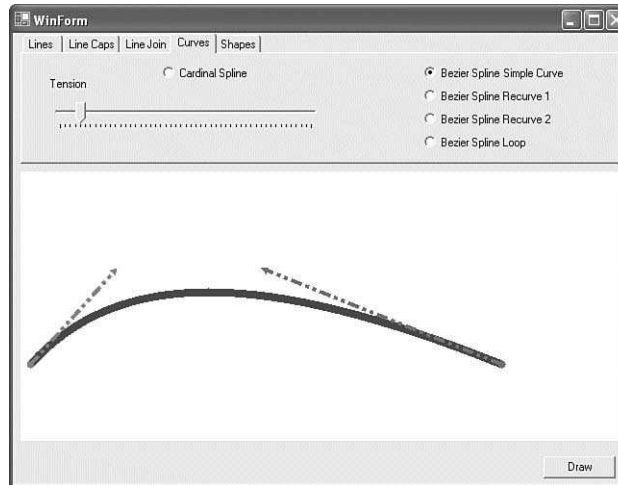 WinForm
Lines Line Caps Line Join Curves Shapes
Tension
Cardinal Spline
Bezier Spline Simple Curve
Bezier Spline Recurve 1
Bezier Spline Recurve 2
Bezier Spline Loop
Draw